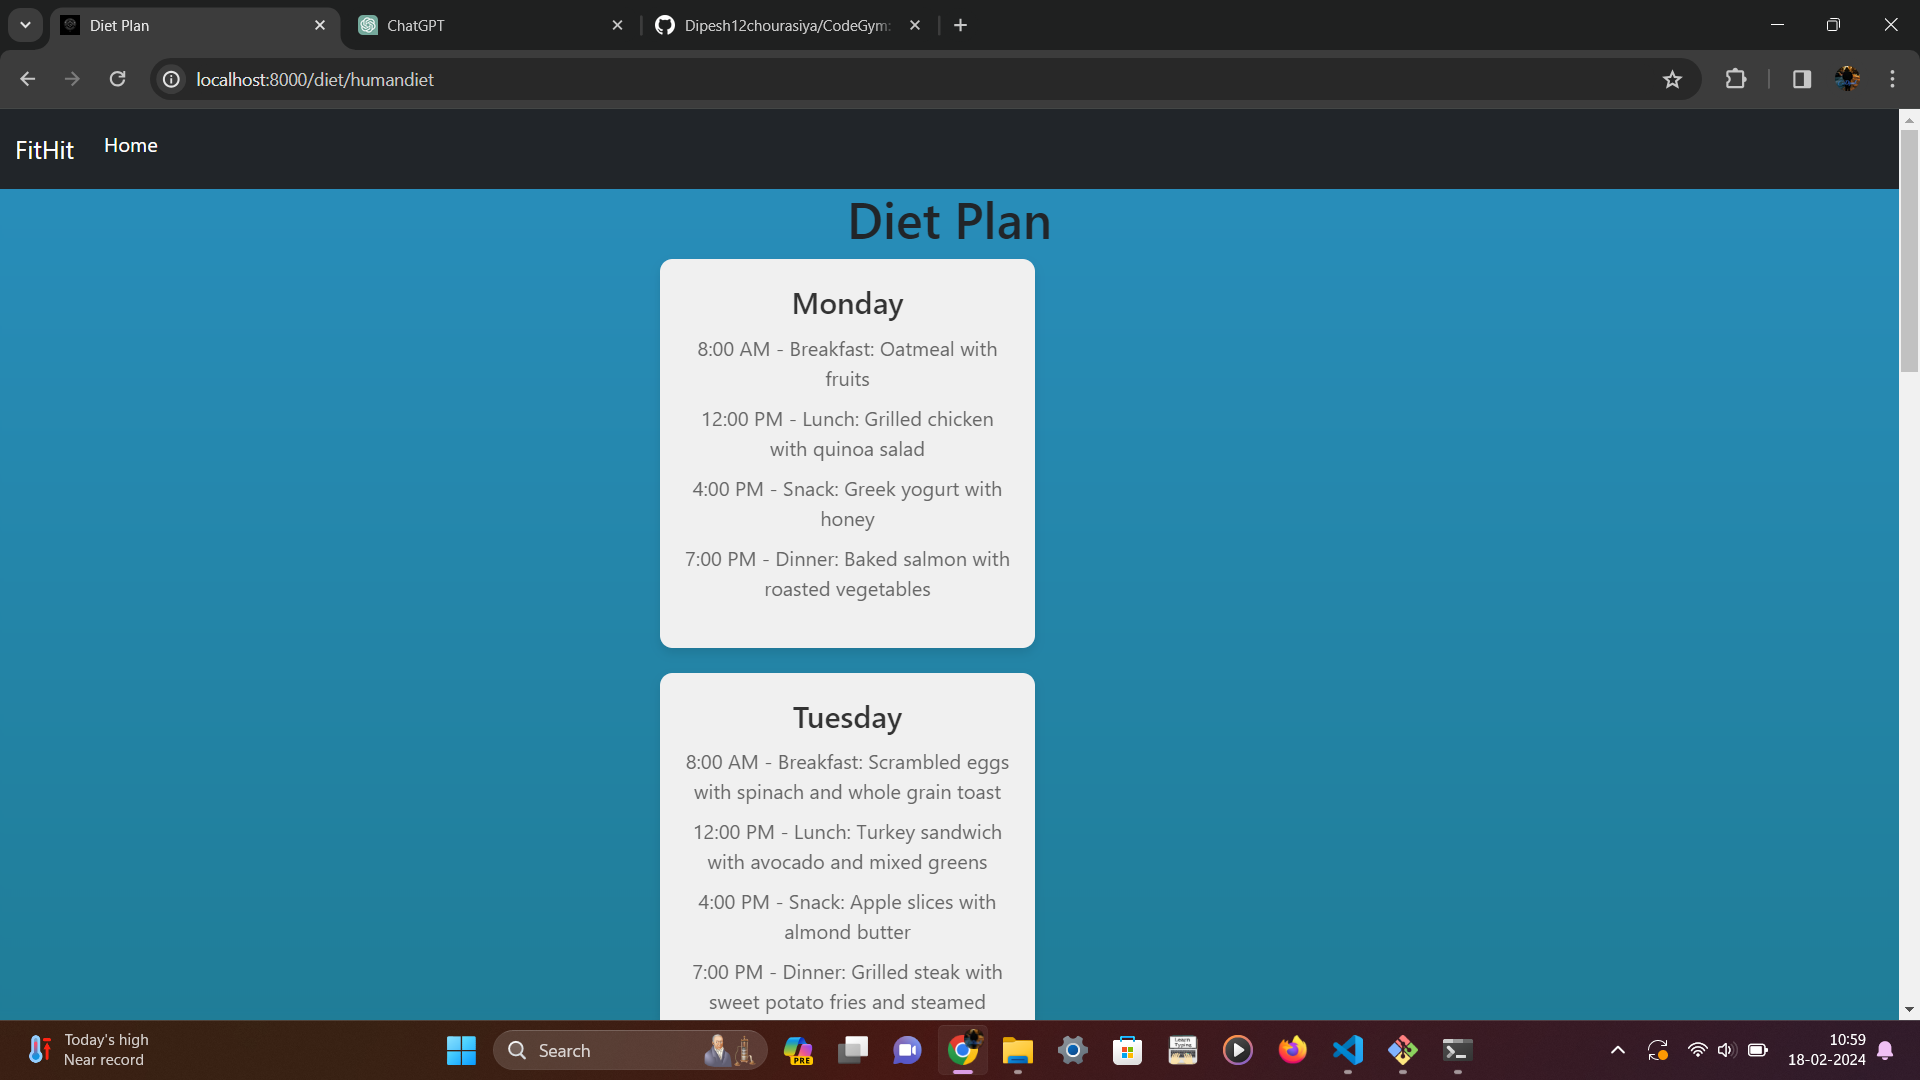 Diet Plan
ChatGPT
Dipesh12chourasiya/CodeGym:
localhost:8000/diet/humandiet
FitHit
Home
Diet Plan
Monday
8:00 AM - Breakfast: Oatmeal with
fruits
12:00 PM - Lunch: Grilled chicken
with quinoa salad
4:00 PM - Snack: Greek yogurt with
honey
7:00 PM - Dinner: Baked salmon with
roasted vegetables
Tuesday
8:00 AM - Breakfast: Scrambled eggs
with spinach and whole grain toast
12:00 PM - Lunch: Turkey sandwich
with avocado and mixed greens
4:00 PM - Snack: Apple slices with
almond butter
7:00 PM - Dinner: Grilled steak with
sweet potato fries and steamed
Today's high
Near record
Search
PRE
Learn
Typing
10:59
18-02-2024